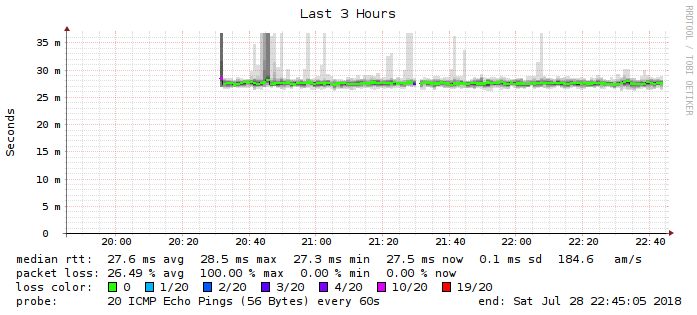 Last 3 Hours
RRDTOOL / TOBI OETIKER
Seconds
35 m
30 m
25 m
20 m
15 m
10 m
5 m
0
20:00 20:20 20:40 21:00 21:20 21:40 22:00 22:20 22:40
median rtt: 27.6 ms avg 28.5 ms max 27.3 ms min 27.5 ms now 0.1 ms sd 184.6 am/s
packet loss: 26.49 % avg 100.00 % max 0.00 % min 0.00 % now
loss color: 0 1/20 2/20 3/20 4/20 10/20 19/20
probe: 20 ICMP Echo Pings (56 Bytes) every 60s end: Sat Jul 28 22:45:05 2018